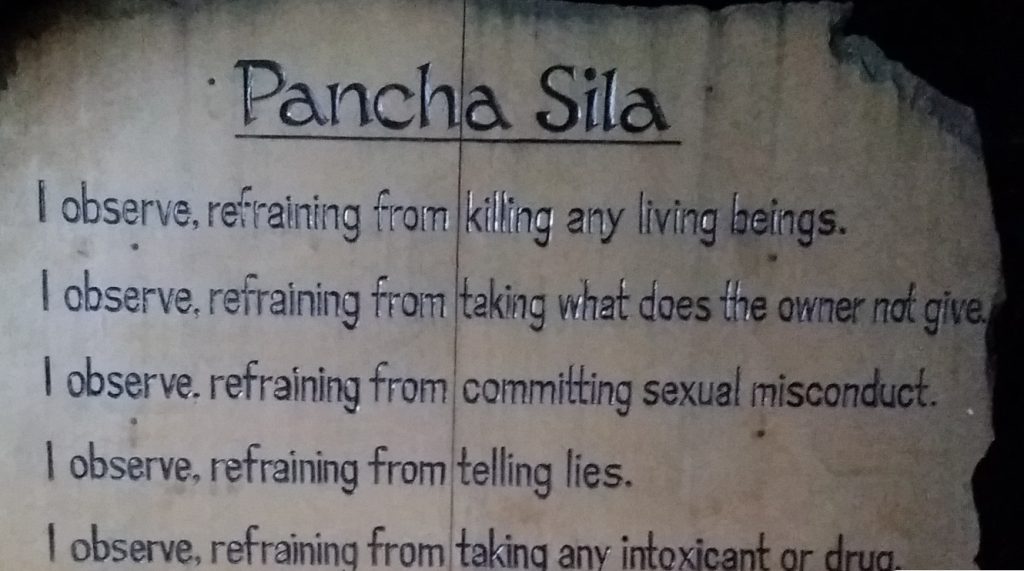 Pancha Sila
I observe, refraining from killing any living beings.
I observe, refraining from taking what does the owner not give.
I observe. refraining from committing sexual misconduct.
I observe, refraining from telling lies.
I observe, refraining from taking any intoxicant or drug.